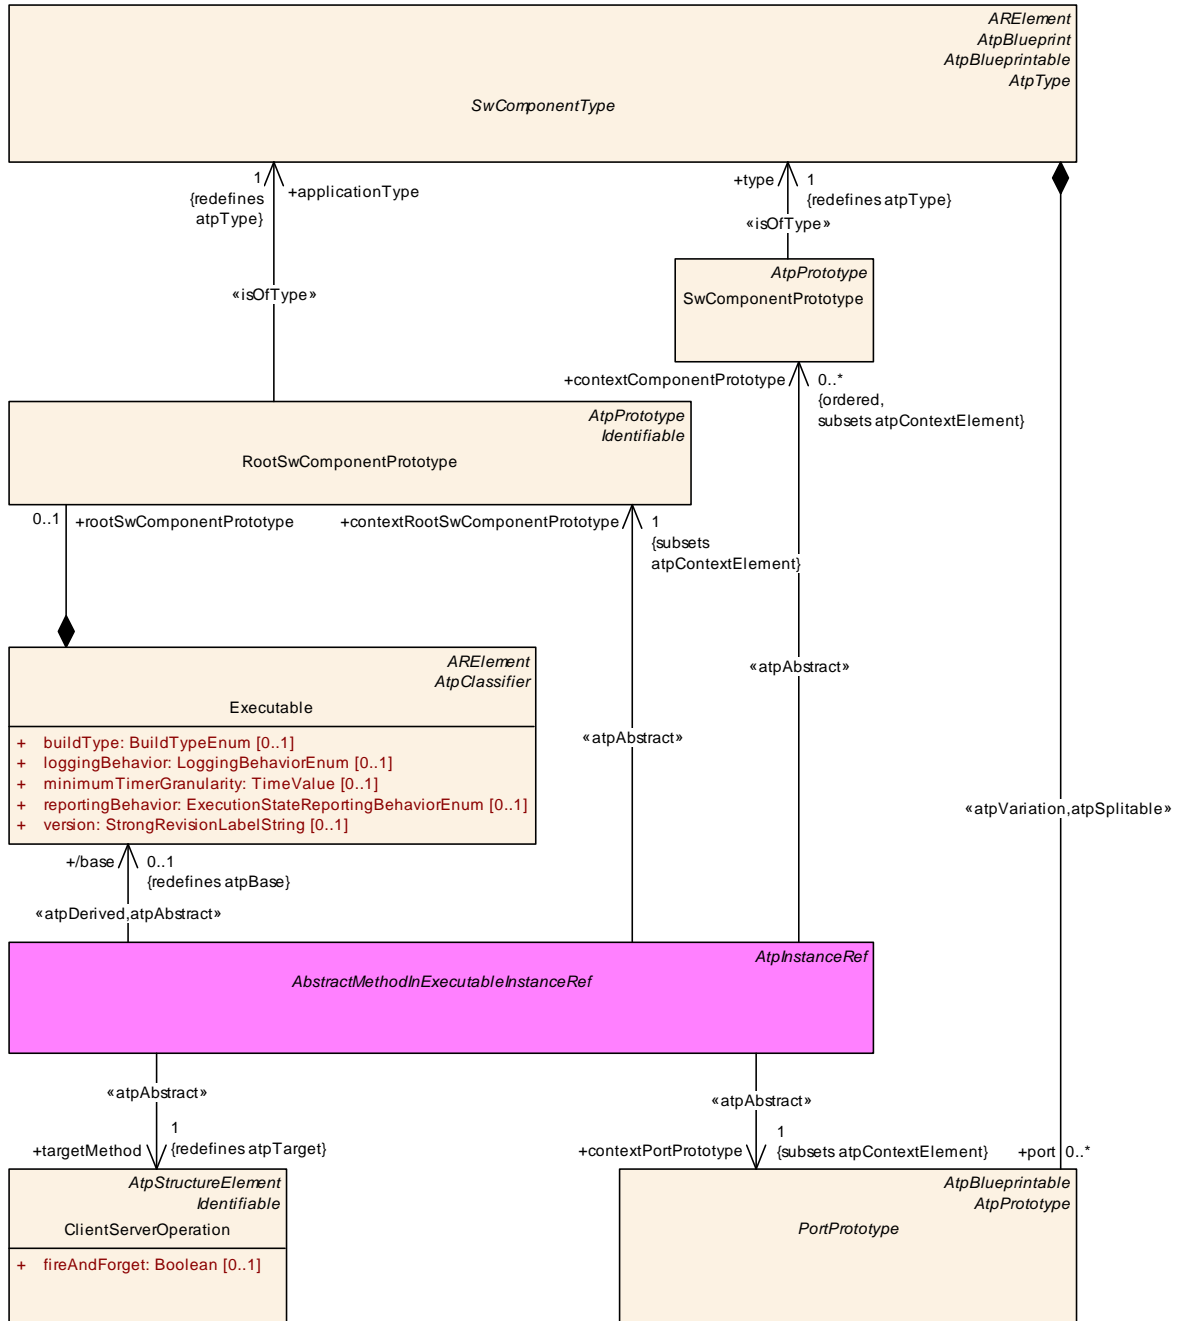 ARElement
AtpBlueprint
AtpBlueprintable
AtpType
SwComponentType
1
{redefines
atpType}
+applicationType
+type
1
{redefines atpType}
«isOfType»
AtpPrototype
SwComponentPrototype
«isOfType»
+contextComponentPrototype
0..*
{ordered,
subsets atpContextElement}
AtpPrototype
Identifiable
RootSwComponentPrototype
0..1
+rootSwComponentPrototype
+contextRootSwComponentPrototype
1
{subsets
atpContextElement}
ARElement
AtpClassifier
Executable
+ buildType: BuildTypeEnum [0..1]
+ loggingBehavior: LoggingBehaviorEnum [0..1]
+ minimumTimerGranularity: TimeValue [0..1]
+ reportingBehavior: ExecutionStateReportingBehaviorEnum [0..1]
+ version: StrongRevisionLabelString [0..1]
«atpAbstract»
«atpAbstract»
«atpVariation,atpSplitable»
+/base
0..1
{redefines atpBase}
«atpDerived,atpAbstract»
AtpInstanceRef
AbstractMethodInExecutableInstanceRef
«atpAbstract»
«atpAbstract»
+targetMethod
1
{redefines atpTarget}
+contextPortPrototype
1
{subsets atpContextElement}
+port
0..*
AtpStructureElement
Identifiable
ClientServerOperation
+ fireAndForget: Boolean [0..1]
AtpBlueprintable
AtpPrototype
PortPrototype